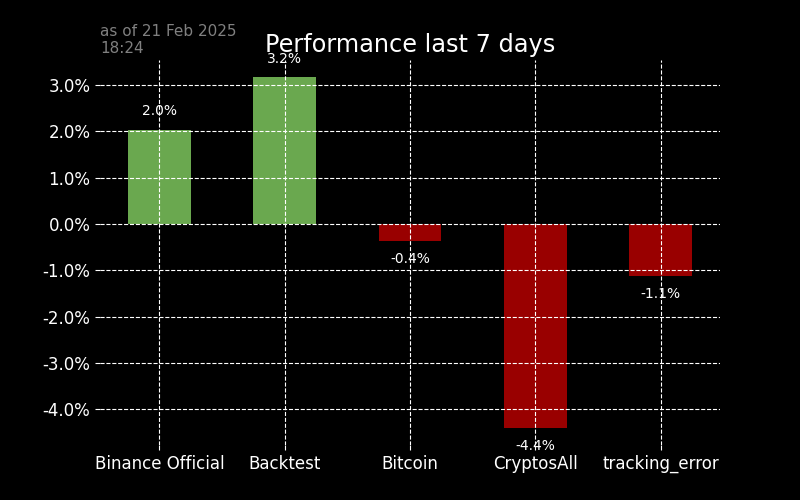 as of 21 Feb 2025
18:24
Performance last 7 days
3.0%
2.0%
1.0%
0.0%
-1.0%
-2.0%
-3.0%
-4.0%
2.0%
3.2%
-0.4%
-4.4%
-1.1%
Binance Official
Backtest
Bitcoin
CryptosAll
tracking_error